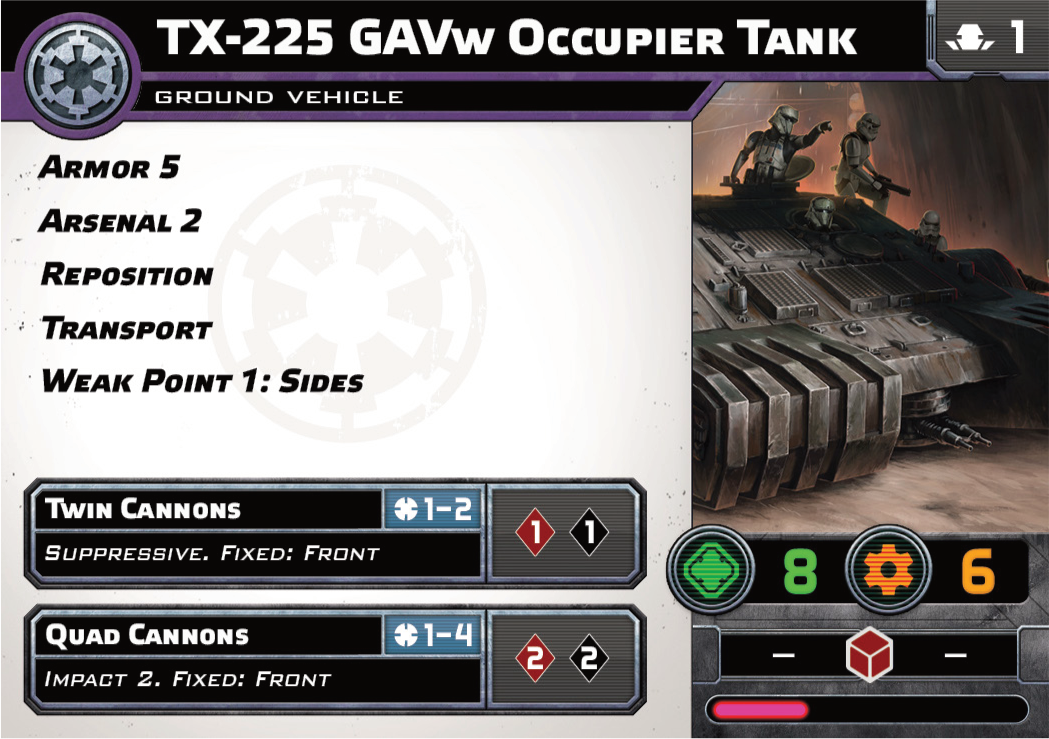 TX-225 GAVw Occupier Tank
1
Ground Vehicle
Armor 5
Arsenal 2
Reposition
Transport
Weak Point 1: Sides
Twin Cannons 1–2
1 1
Suppressive. Fixed: Front
Quad Cannons 1–4
2 2
Impact 2. Fixed: Front
8 6
– –